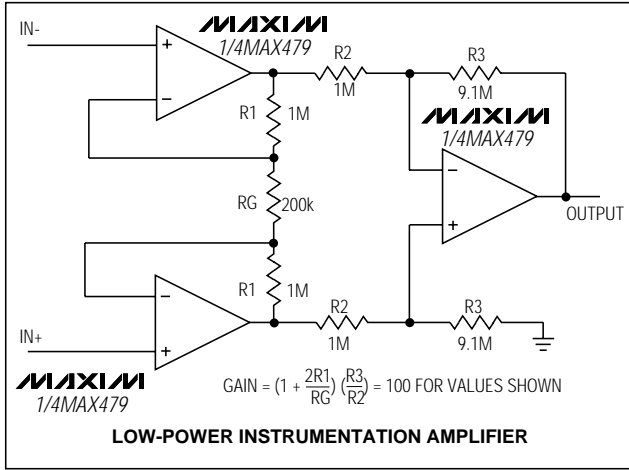 IN-
+
-
MAXIM
1/4MAX479
R1
1M
R2
1M
R3
9.1M
MAXIM
1/4MAX479
-
+
OUTPUT
RG
200k
R1
1M
-
+
IN+
MAXIM
1/4MAX479
R2
1M
R3
9.1M
GAIN = (1 + 2R1/RG) (R3/R2) = 100 FOR VALUES SHOWN
LOW-POWER INSTRUMENTATION AMPLIFIER